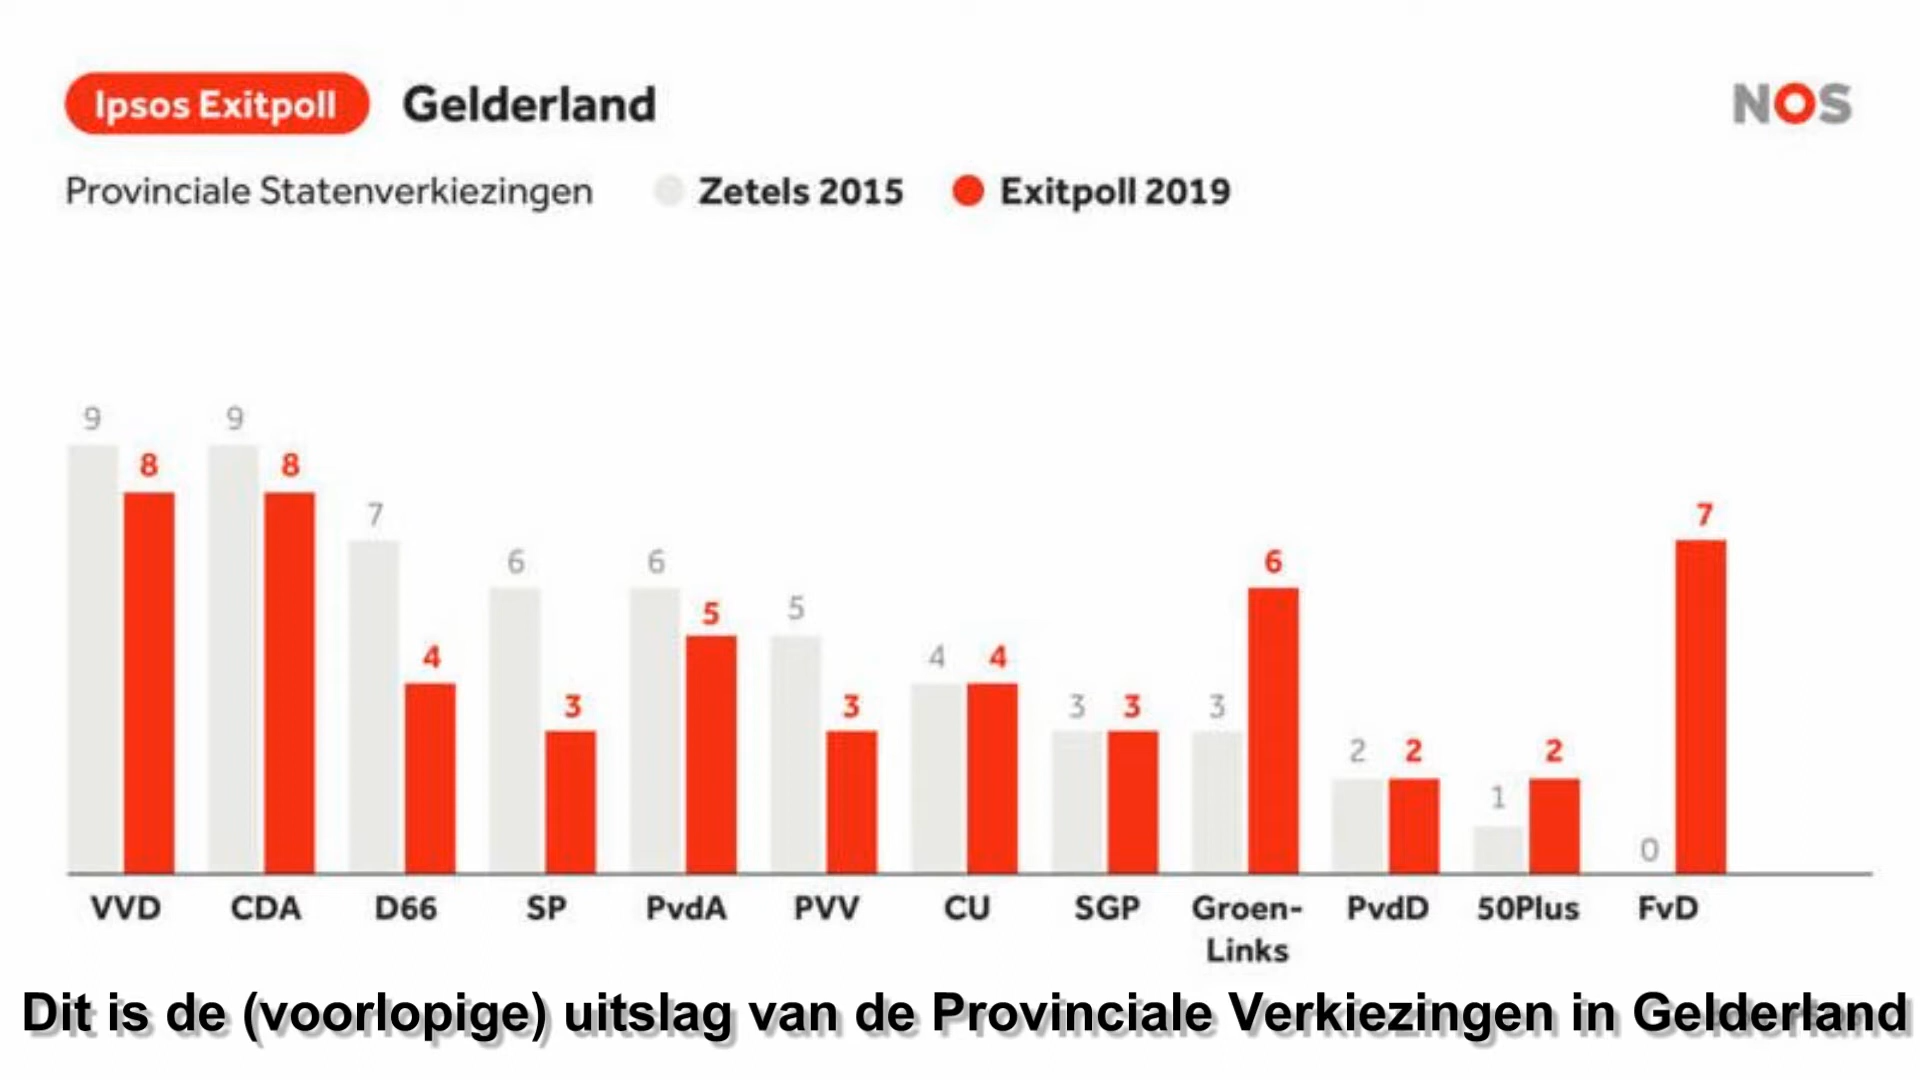 Ipsos Exitpoll Gelderland NOS
Provinciale Statenverkiezingen Zetels 2015 Exitpoll 2019
9 8 9 8 7 4 6 3 6 5 5 3 4 4 3 3 3 6 2 2 1 2 0 7
VVD CDA D66 SP PvdA PVV CU SGP Groen- PvdD 50Plus FvD
Links
Dit is de (voorlopige) uitslag van de Provinciale Verkiezingen in Gelderland